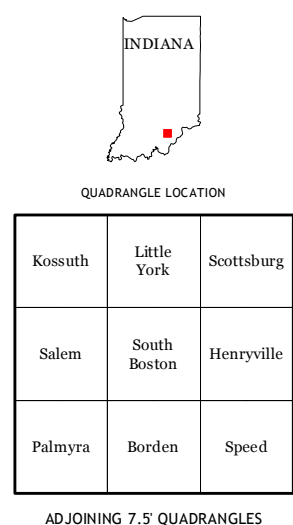 INDIANA
QUADRANGLE LOCATION
Kossuth
Little
York
Scottsburg
Salem
South
Boston
Henryville
Palmyra
Borden
Speed
ADJOINING 7.5' QUADRANGLES